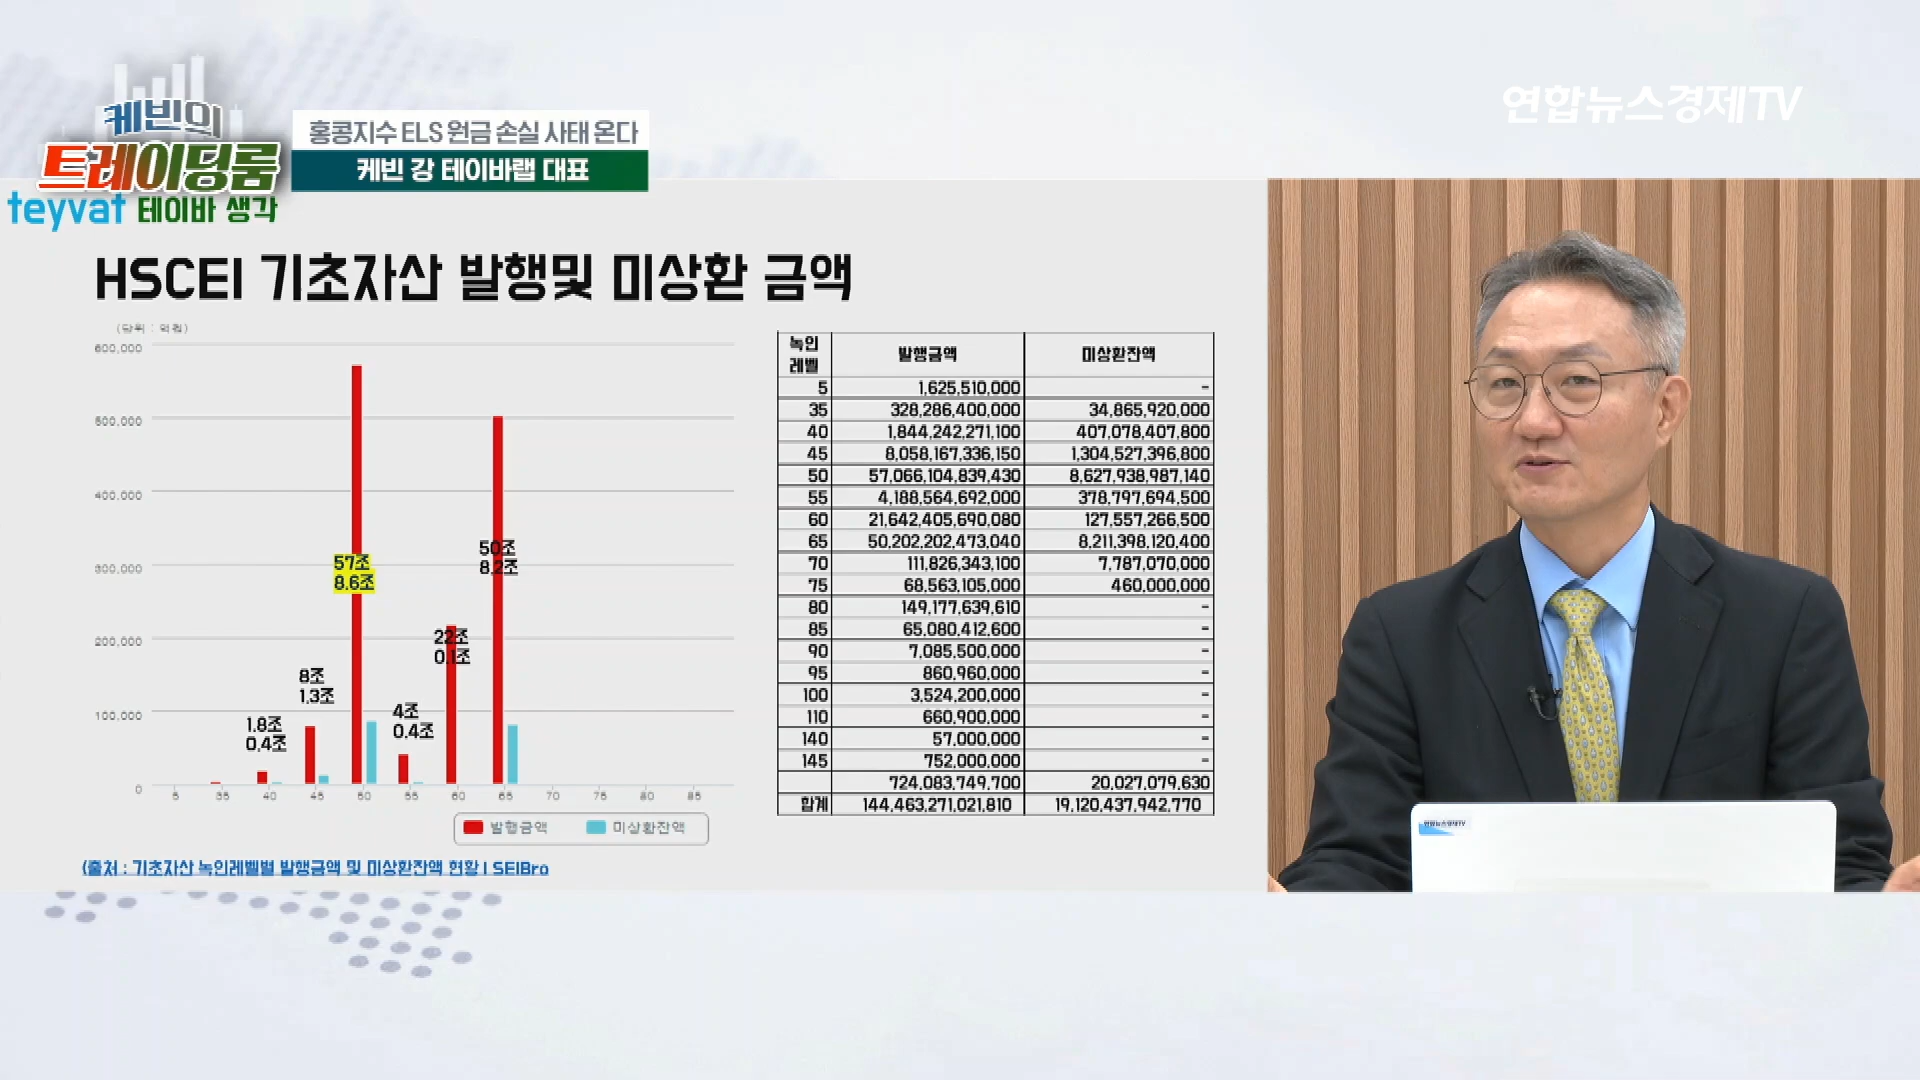 케빈의
트레이딩룸
teyvat 테이바 생각
홍콩지수 ELS 원금 손실 사태 온다
케빈 강 테이바랩 대표
연합뉴스경제TV
HSCEI 기초자산 발행및 미상환 금액
(단위 : 억원)
600,000
500,000
400,000
300,000
200,000
100,000
0
1.8조
0.4조
8조
1.3조
57조
8.6조
4조
0.4조
22조
0.1조
50조
8.2조
5 35 40 45 50 55 60 65 70 75 80 85
발행금액 미상환잔액
(출처 : 기초자산 녹인레벨별 발행금액 및 미상환잔액 현황 | SEIBro
녹인레벨 발행금액 미상환잔액
5 1,625,510,000 -
35 328,286,400,000 34,865,920,000
40 1,844,242,271,100 407,078,407,800
45 8,058,167,336,150 1,304,527,396,800
50 57,066,104,839,430 8,627,938,987,140
55 4,188,564,692,000 378,797,694,500
60 21,642,405,690,080 127,557,266,500
65 50,202,202,473,040 8,211,398,120,400
70 111,826,343,100 7,787,070,000
75 68,563,105,000 460,000,000
80 149,177,639,610 -
85 65,080,412,600 -
90 7,085,500,000 -
95 860,960,000 -
100 3,524,200,000 -
110 660,900,000 -
140 57,000,000 -
145 752,000,000 -
724,083,749,700 20,027,079,630
합계 144,463,271,021,810 19,120,437,942,770
연합뉴스경제TV